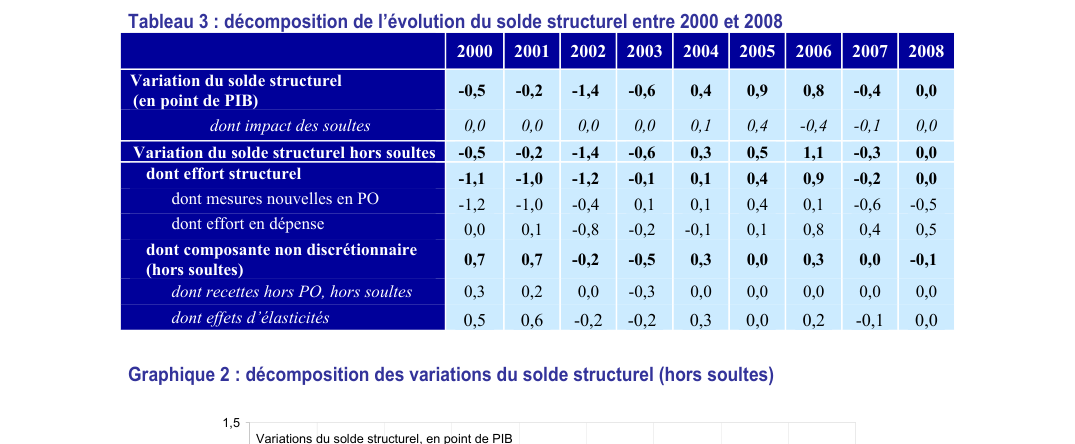 Tableau 3 : décomposition de l'évolution du solde structurel entre 2000 et 2008
2000 2001 2002 2003 2004 2005 2006 2007 2008
Variation du solde structurel
(en point de PIB) -0,5 -0,2 -1,4 -0,6 0,4 0,9 0,8 -0,4 0,0
dont impact des soultes 0,0 0,0 0,0 0,0 0,1 0,4 -0,4 -0,1 0,0
Variation du solde structurel hors soultes -0,5 -0,2 -1,4 -0,6 0,3 0,5 1,1 -0,3 0,0
dont effort structurel -1,1 -1,0 -1,2 -0,1 0,1 0,4 0,9 -0,2 0,0
dont mesures nouvelles en PO -1,2 -1,0 -0,4 0,1 0,1 0,4 0,1 -0,6 -0,5
dont effort en dépense 0,0 0,1 -0,8 -0,2 -0,1 0,1 0,8 0,4 0,5
dont composante non discrétionnaire
(hors soultes) 0,7 0,7 -0,2 -0,5 0,3 0,0 0,3 0,0 -0,1
dont recettes hors PO, hors soultes 0,3 0,2 0,0 -0,3 0,0 0,0 0,0 0,0 0,0
dont effets d'élasticités 0,5 0,6 -0,2 -0,2 0,3 0,0 0,2 -0,1 0,0
Graphique 2 : décomposition des variations du solde structurel (hors soultes)
1,5
Variations du solde structurel, en point de PIB